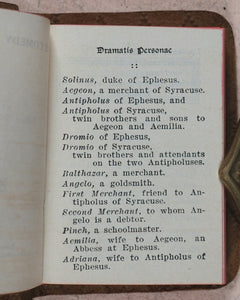 COMEDY
Dramatis Personae
::
Solinus, duke of Ephesus.
Aegeon, a merchant of Syracuse.
Antipholus of Ephesus, and
Antipholus of Syracuse,
twin brothers and sons to
Aegeon and Aemilia.
Dromio of Ephesus,
Dromio of Syracuse,
twin brothers and attendants
on the two Antipholuses.
Balthazar, a merchant.
Angelo, a goldsmith.
First Merchant, friend to An-
tipholus of Syracuse.
Second Merchant, to whom An-
gelo is a debtor.
Pinch, a schoolmaster.
Aemilia, wife to Aegeon, an
Abbess at Ephesus.
Adriana, wife to Antipholus of
Ephesus.